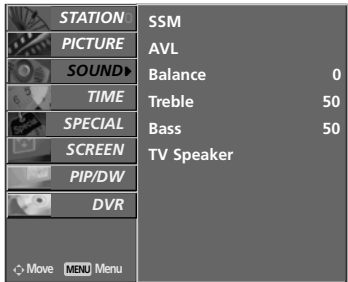 STATION
PICTURE
SOUND
TIME
SPECIAL
SCREEN
PIP/DW
DVR
Move MENU Menu
SSM
AVL
Balance 0
Treble 50
Bass 50
TV Speaker